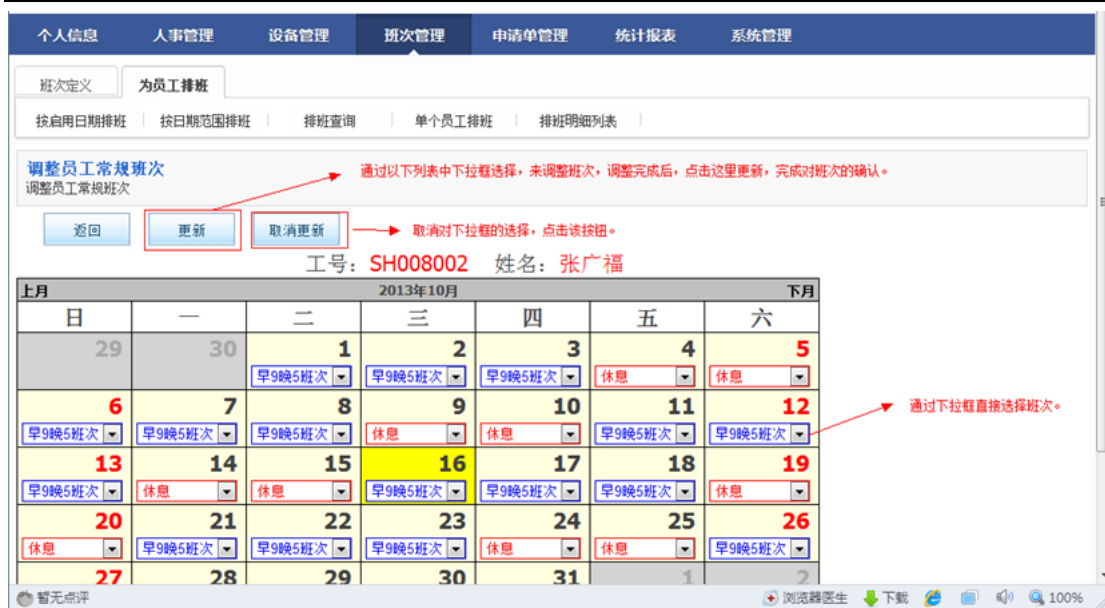 个人信息 人事管理 设备管理 班次管理 申请单管理 统计报表 系统管理
班次定义 为员工排班
按启用日期排班 按日期范围排班 排班查询 单个员工排班 排班明细列表
调整员工常规班次
通过以下列表中下拉框选择，来调整班次，调整完成后，点击这里更新，完成对班次的确认。
调整员工常规班次
返回 更新 取消更新 取消对下拉框的选择，点击该按钮。
工号：SH008002 姓名：张广福
上月 2013年10月 下月
日 一 二 三 四 五 六
29 30 1 2 3 4 5
早9晚5班次 早9晚5班次 早9晚5班次 休息 休息
6 7 8 9 10 11 12
通过下拉框直接选择班次。
早9晚5班次 早9晚5班次 早9晚5班次 休息 休息 早9晚5班次 早9晚5班次
13 14 15 16 17 18 19
早9晚5班次 休息 休息 早9晚5班次 早9晚5班次 早9晚5班次 休息
20 21 22 23 24 25 26
休息 早9晚5班次 早9晚5班次 早9晚5班次 休息 休息 早9晚5班次
27 28 29 30 31 1 2
暂无点评 浏览器医生 下载 100%